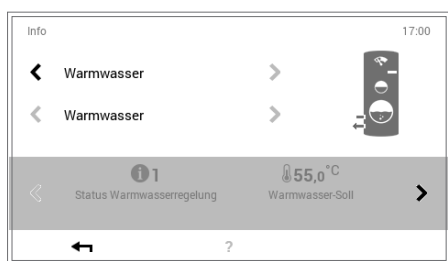 Info 17:00
Warmwasser
Warmwasser
1 55,0°C
Status Warmwasserregelung Warmwasser-Soll
?